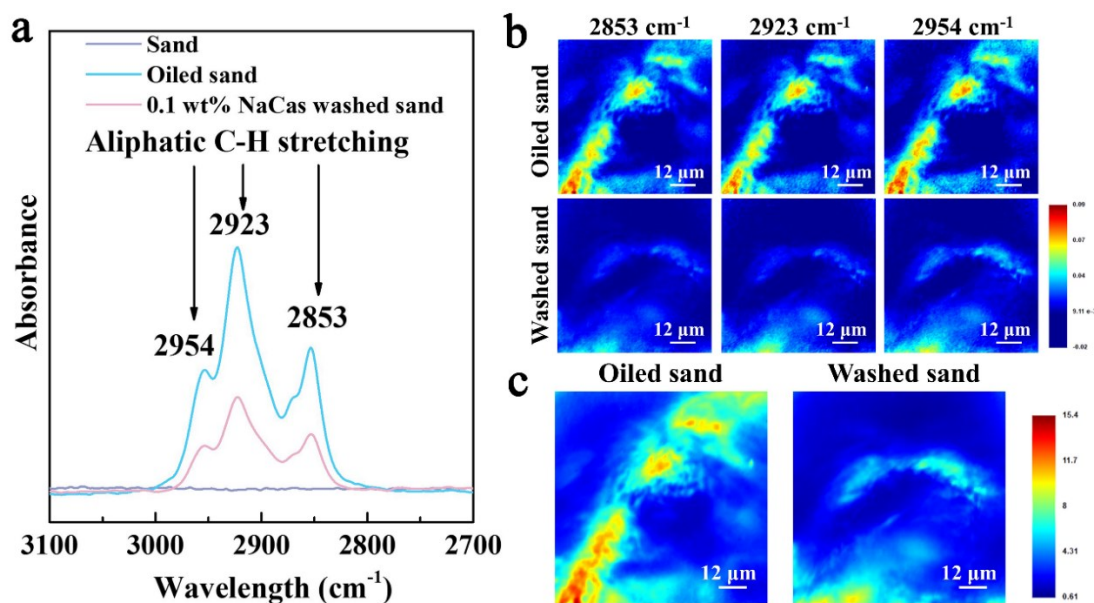 a
Sand
Oiled sand
0.1 wt% NaCas washed sand
Aliphatic C-H stretching
2923
2954
2853
Absorbance
3100 3000 2900 2800 2700
Wavelength (cm⁻¹)
b
2853 cm⁻¹ 2923 cm⁻¹ 2954 cm⁻¹
Oiled sand
12 μm 12 μm 12 μm
Washed sand
12 μm 12 μm 12 μm
0.09
0.07
0.04
-0.02
c
Oiled sand Washed sand
12 μm 12 μm
15.4
11.7
8
4.31
0.61